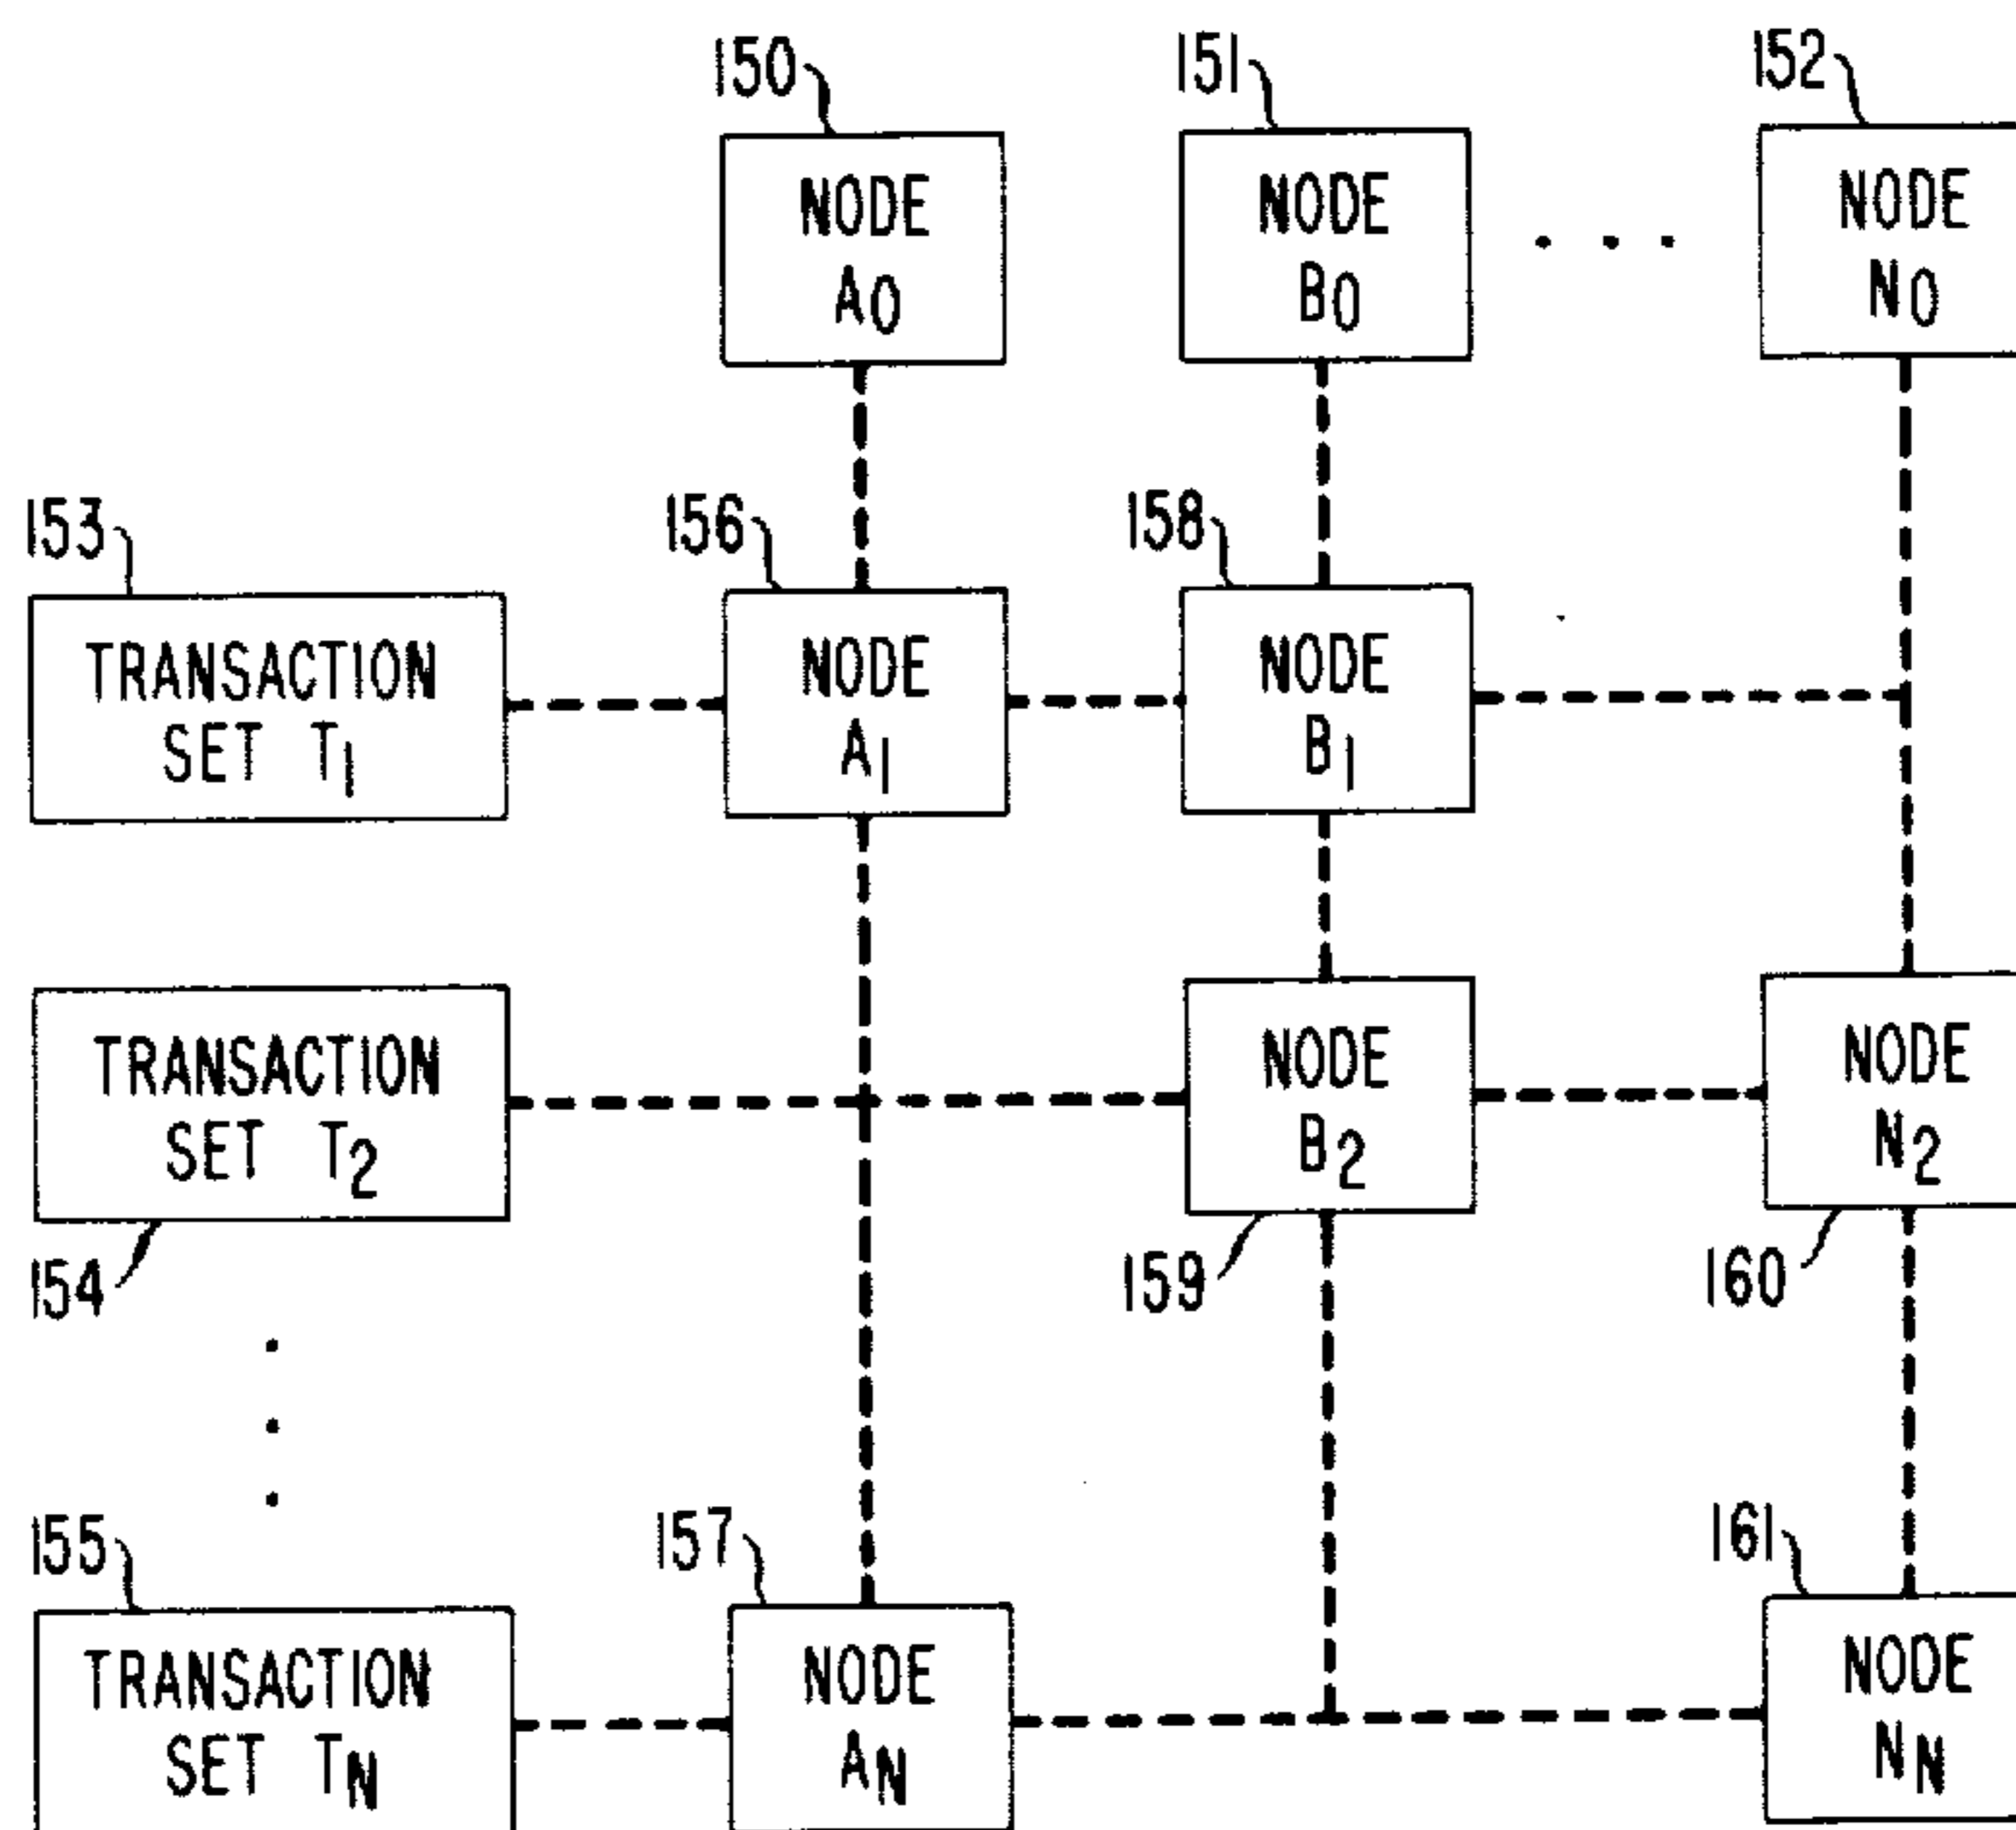 150
151
152
NODE
A0
NODE
B0
. . .
NODE
N0
153
156
158
TRANSACTION
SET T1
NODE
A1
NODE
B1
TRANSACTION
SET T2
NODE
B2
NODE
N2
154
159
160
155
157
161
TRANSACTION
SET TN
NODE
AN
NODE
NN